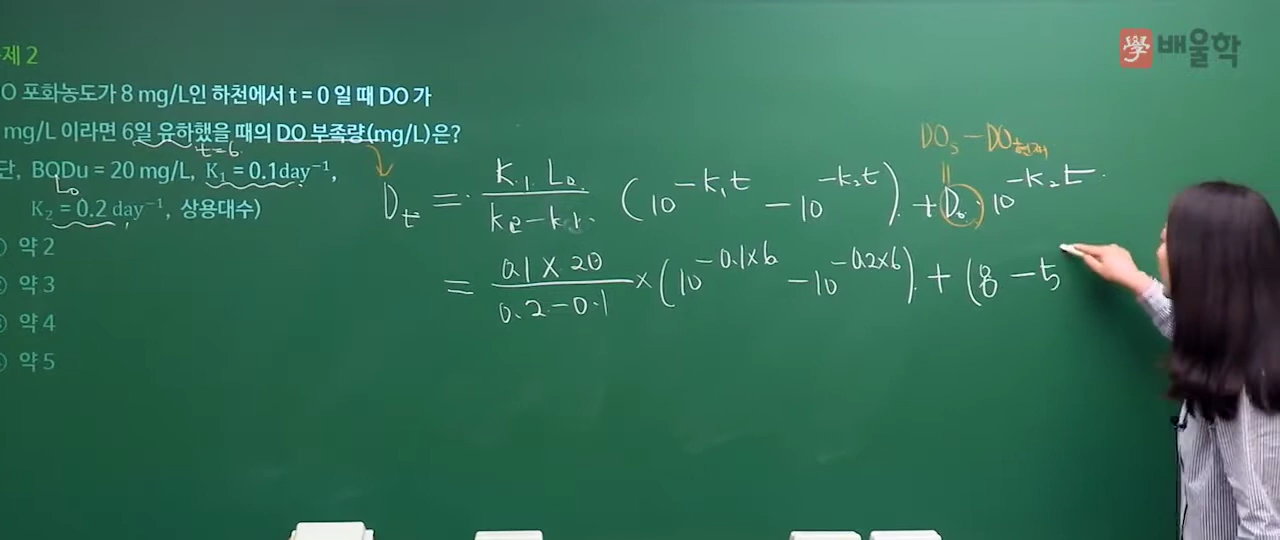 學 배울학
제 2
O 포화농도가 8 mg/L인 하천에서 t = 0 일 때 DO 가
mg/L 이라면 6일 유하했을 때의 DO 부족량(mg/L)은?
t=6
단, BODu = 20 mg/L, K₁ = 0.1day⁻¹,
L₀
K₂ = 0.2 day⁻¹, 상용대수)
약 2
약 3
약 4
약 5
DOs − DO현재
||
Dt = K₁ L₀ / K₂−K₁ (10^−K₁t − 10^−K₂t) + D₀ · 10^−K₂t
= 0.1 × 20 / 0.2−0.1 × (10^−0.1×6 − 10^−0.2×6) + (8 − 5